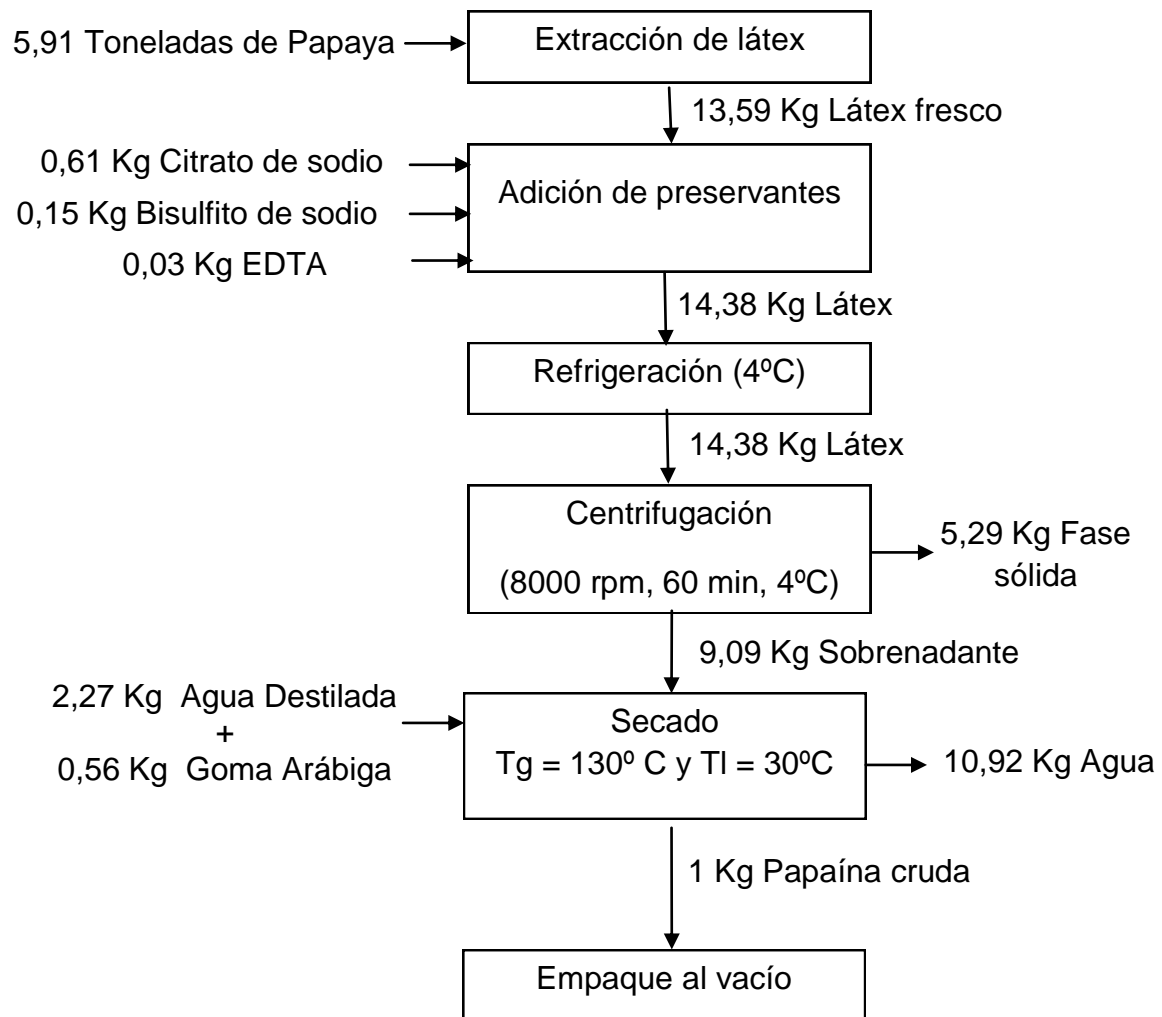 5,91 Toneladas de Papaya
Extracción de látex
13,59 Kg Látex fresco
0,61 Kg Citrato de sodio
0,15 Kg Bisulfito de sodio
0,03 Kg EDTA
Adición de preservantes
14,38 Kg Látex
Refrigeración (4ºC)
14,38 Kg Látex
Centrifugación
(8000 rpm, 60 min, 4ºC)
5,29 Kg Fase
sólida
9,09 Kg Sobrenadante
2,27 Kg Agua Destilada
+
0,56 Kg Goma Arábiga
Secado
Tg = 130º C y Tl = 30ºC
10,92 Kg Agua
1 Kg Papaína cruda
Empaque al vacío